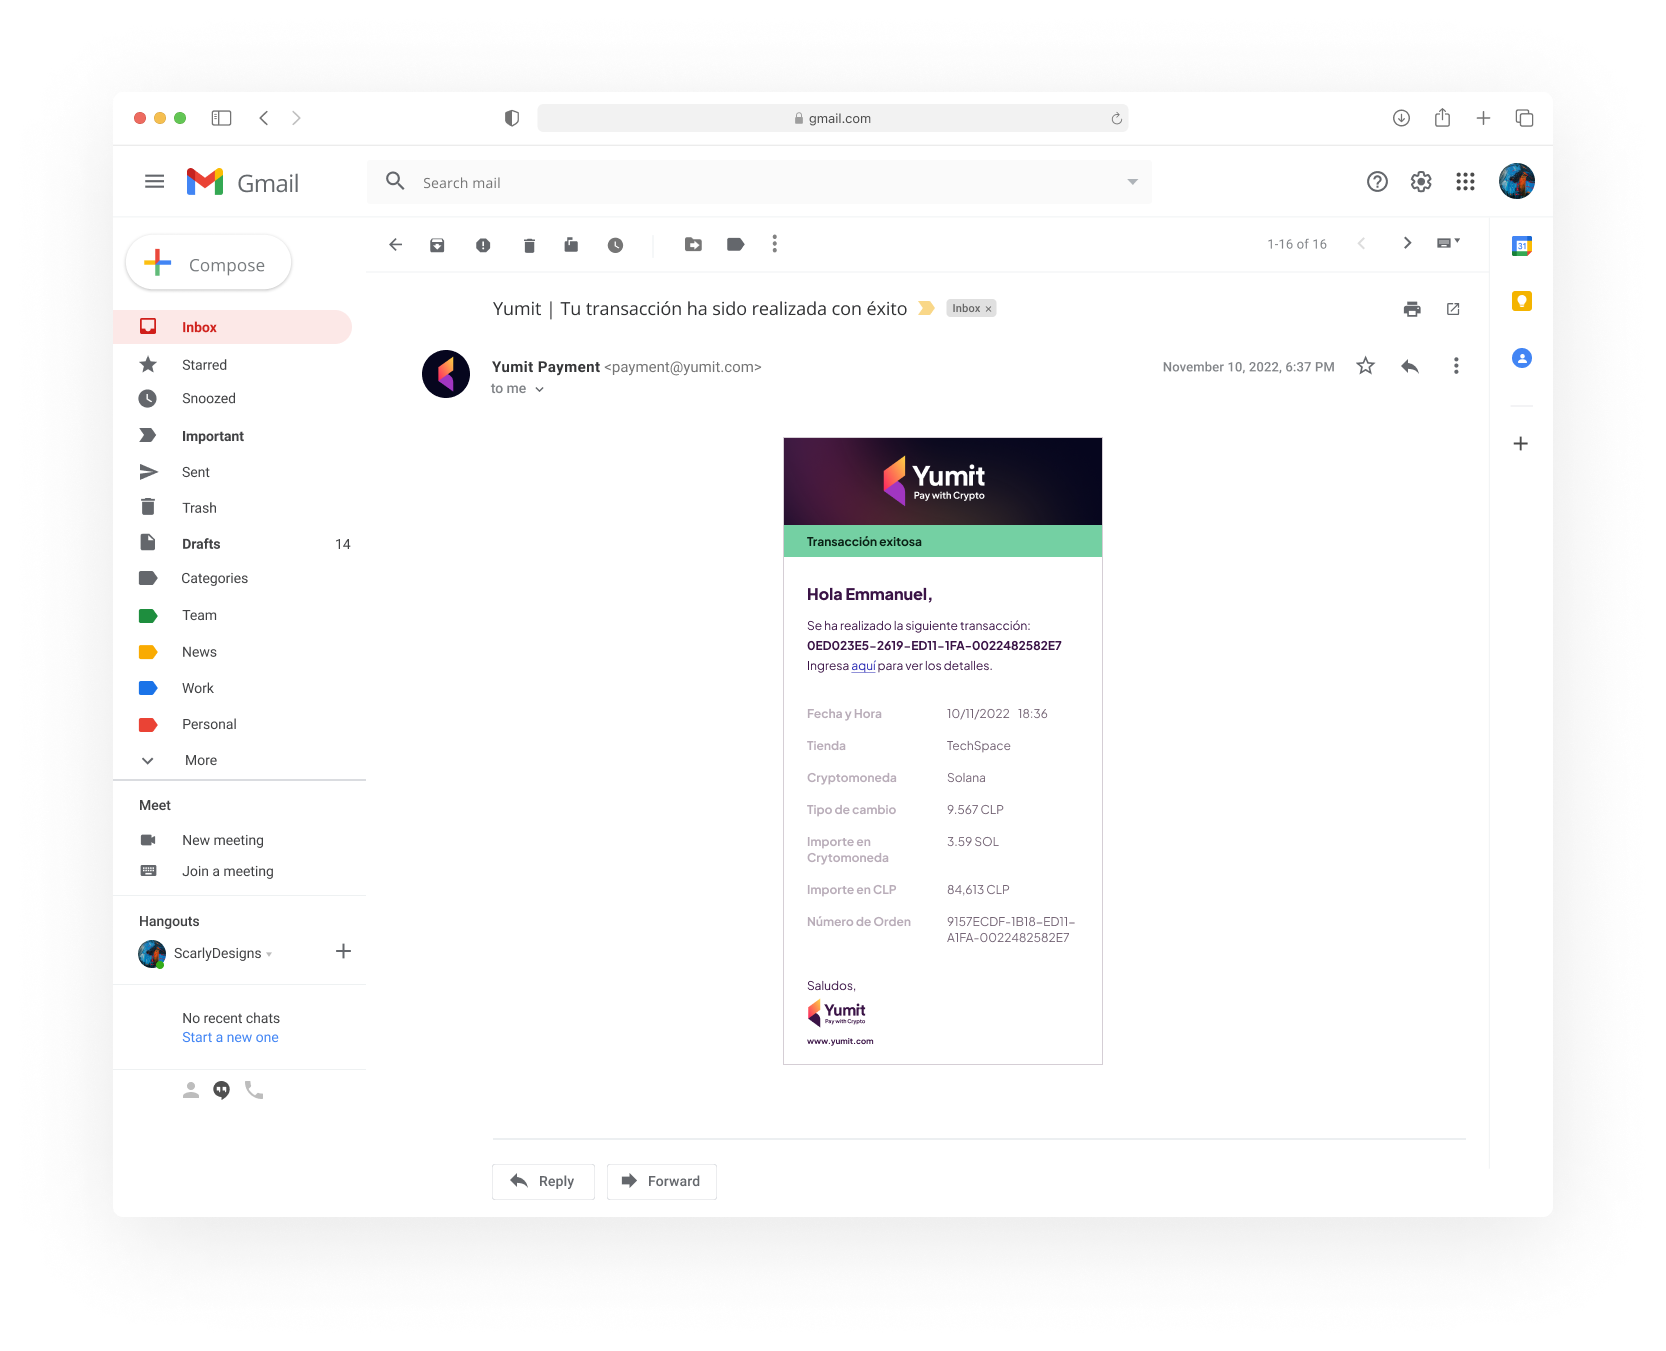 gmail.com
Gmail
Search mail
Compose
1-16 of 16
31
Inbox
Starred
Snoozed
Important
Sent
Trash
Drafts 14
Categories
Team
News
Work
Personal
More
Meet
New meeting
Join a meeting
Hangouts
ScarlyDesigns
No recent chats
Start a new one
Yumit | Tu transacción ha sido realizada con éxito Inbox ×
Yumit Payment <payment@yumit.com>
November 10, 2022, 6:37 PM
to me
Yumit
Pay with Crypto
Transacción exitosa
Hola Emmanuel,
Se ha realizado la siguiente transacción:
0ED023E5-2619-ED11-1FA-0022482582E7
Ingresa aquí para ver los detalles.
Fecha y Hora 10/11/2022 18:36
Tienda TechSpace
Cryptomoneda Solana
Tipo de cambio 9.567 CLP
Importe en 3.59 SOL
Crytomoneda
Importe en CLP 84,613 CLP
Número de Orden 9157ECDF-1B18-ED11-
A1FA-0022482582E7
Saludos,
Yumit
Pay with Crypto
www.yumit.com
Reply
Forward